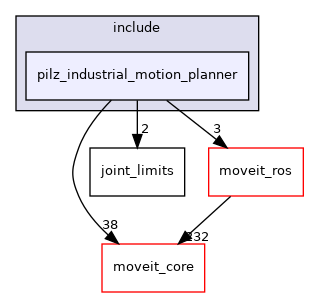 include
pilz_industrial_motion_planner
2
3
joint_limits
moveit_ros
38
232
moveit_core